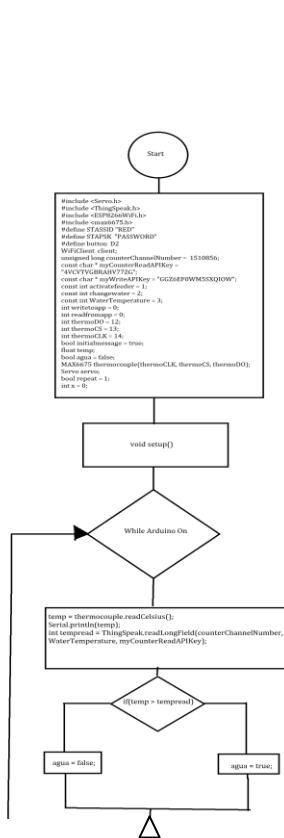 Start
#include <Servo.h>
#include <ThingSpeak.h>
#include <ESP8266WiFi.h>
#include <max6675.h>
#define STASSID "RED"
#define STAPSK "PASSWORD"
#define button D2
WiFiClient client;
unsigned long counterChannelNumber = 1510856;
const char * myCounterReadAPIKey =
"4VCVTVGBRAHV77ZG";
const char * myWriteAPIKey = "GGZ6EP0WM5SXQIOW";
const int activatefeeder = 1;
const int changewater = 2;
const int WaterTemperature = 3;
int writetoapp = 0;
int readfromapp = 0;
int thermoDO = 12;
int thermoCS = 13;
int thermoCLK = 14;
bool initialmessage = true;
float temp;
bool agua = false;
MAX6675 thermocouple(thermoCLK, thermoCS, thermoDO);
Servo servo;
bool repeat = 1;
int x = 0;
void setup()
While Arduino On
temp = thermocouple.readCelsius();
Serial.println(temp);
int tempread = ThingSpeak.readLongField(counterChannelNumber,
WaterTemperature, myCounterReadAPIKey);
if(temp > tempread)
agua = false;
agua = true;